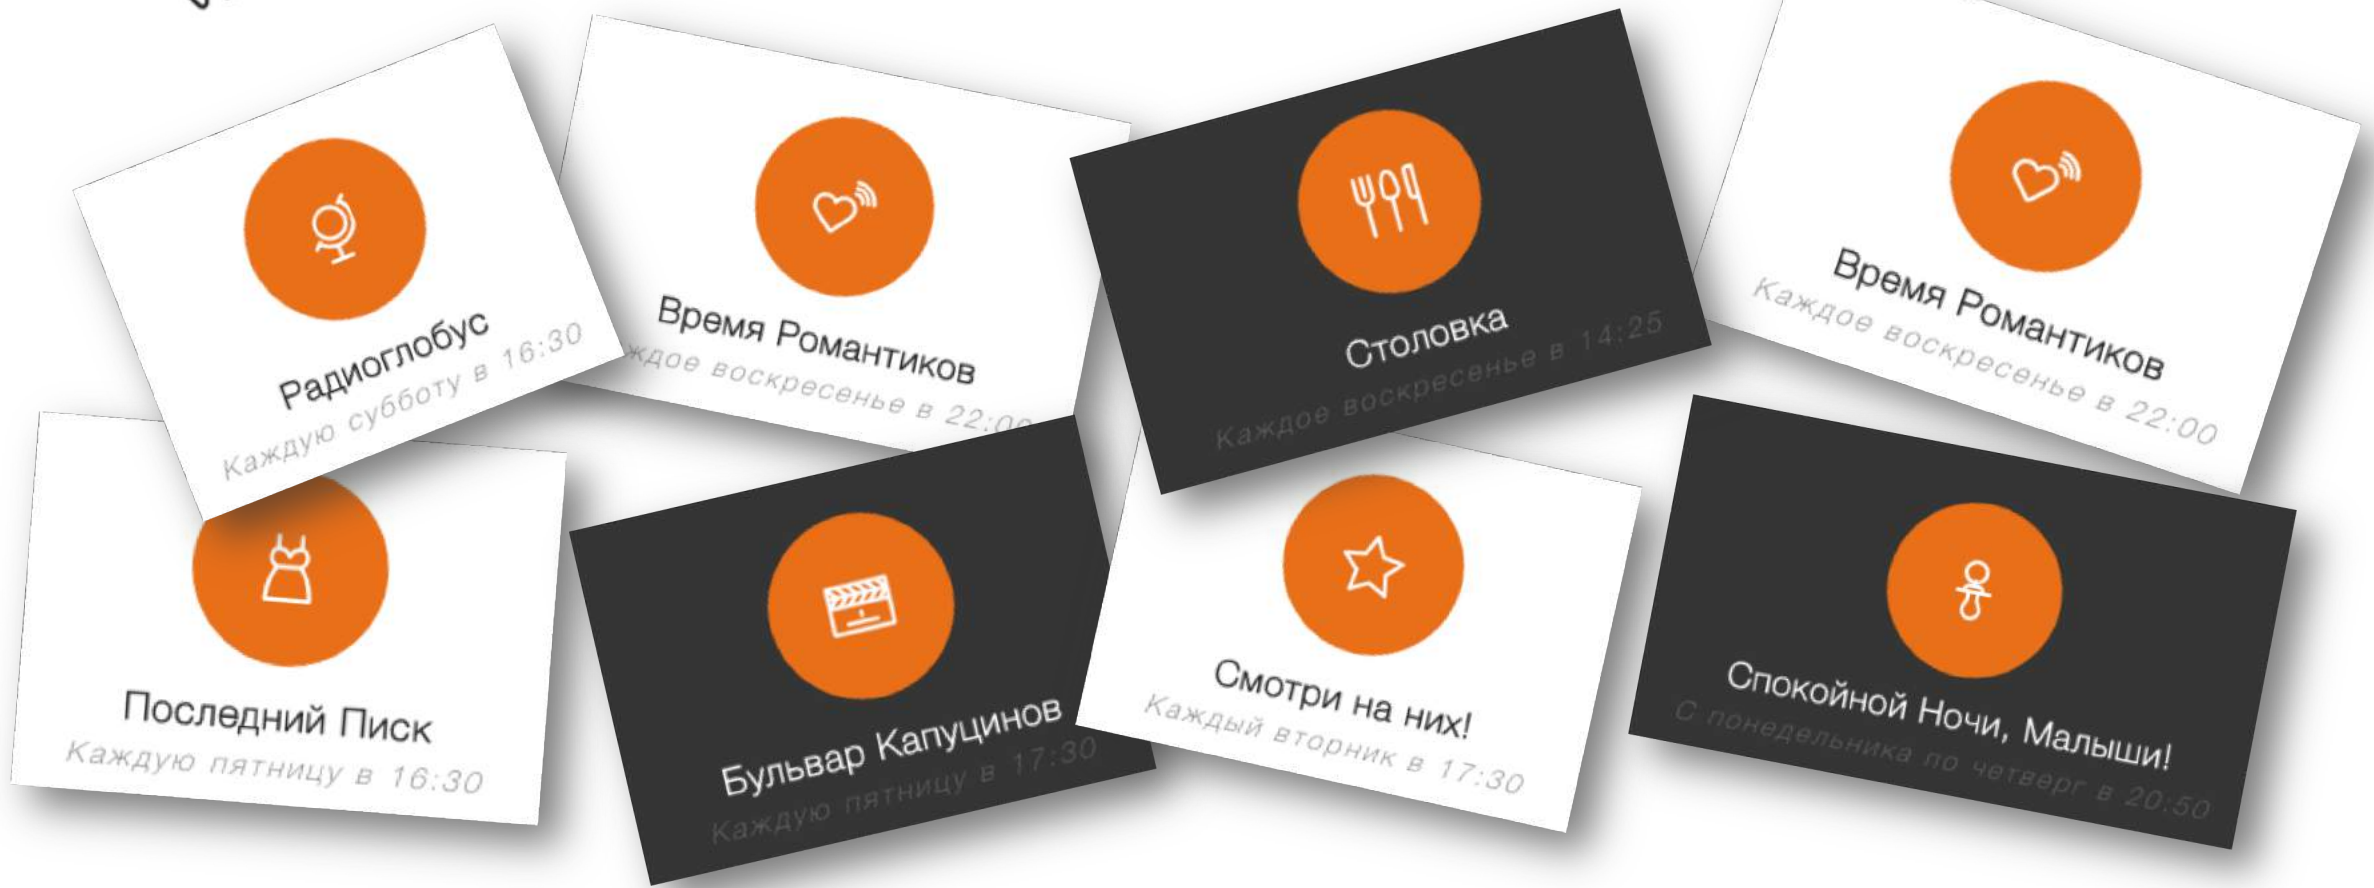 Радиоглобус
Каждую субботу в 16:30
Время Романтиков
воскресенье в 22:00
Столовка
Каждое воскресенье в 14:25
Время Романтиков
Каждое воскресенье в 22:00
Последний Писк
Каждую пятницу в 16:30
Бульвар Капуцинов
Каждую пятницу в 17:30
Смотри на них!
Каждый вторник в 17:30
Спокойной Ночи, Малыши!
С понедельника по четверг в 20:50